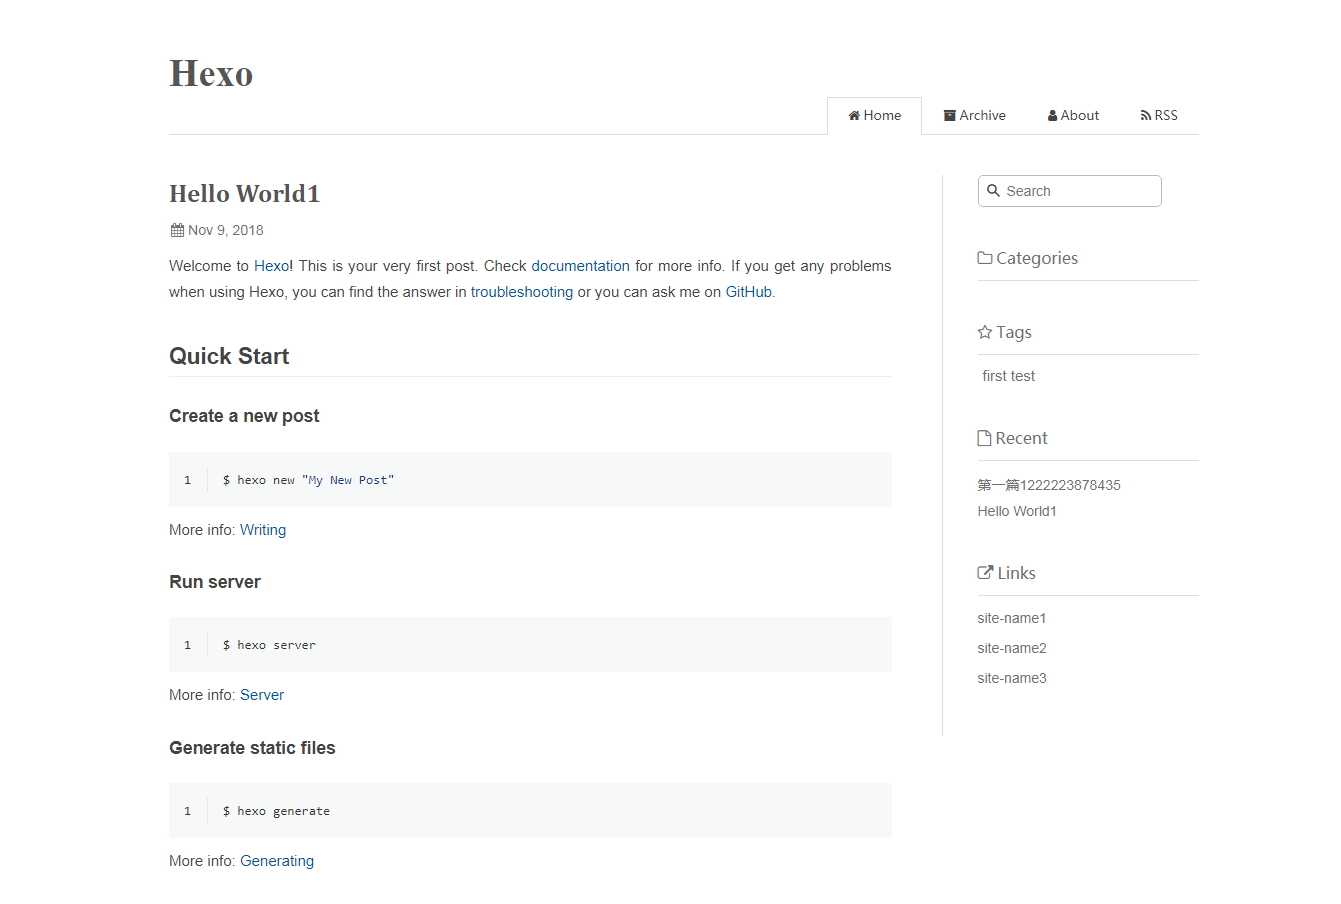 Hexo
Home Archive About RSS
Hello World1
Nov 9, 2018
Welcome to Hexo! This is your very first post. Check documentation for more info. If you get any problems
when using Hexo, you can find the answer in troubleshooting or you can ask me on GitHub.
Quick Start
Create a new post
1 $ hexo new "My New Post"
More info: Writing
Run server
1 $ hexo server
More info: Server
Generate static files
1 $ hexo generate
More info: Generating
Search
Categories
Tags
first test
Recent
第一篇1222223878435
Hello World1
Links
site-name1
site-name2
site-name3